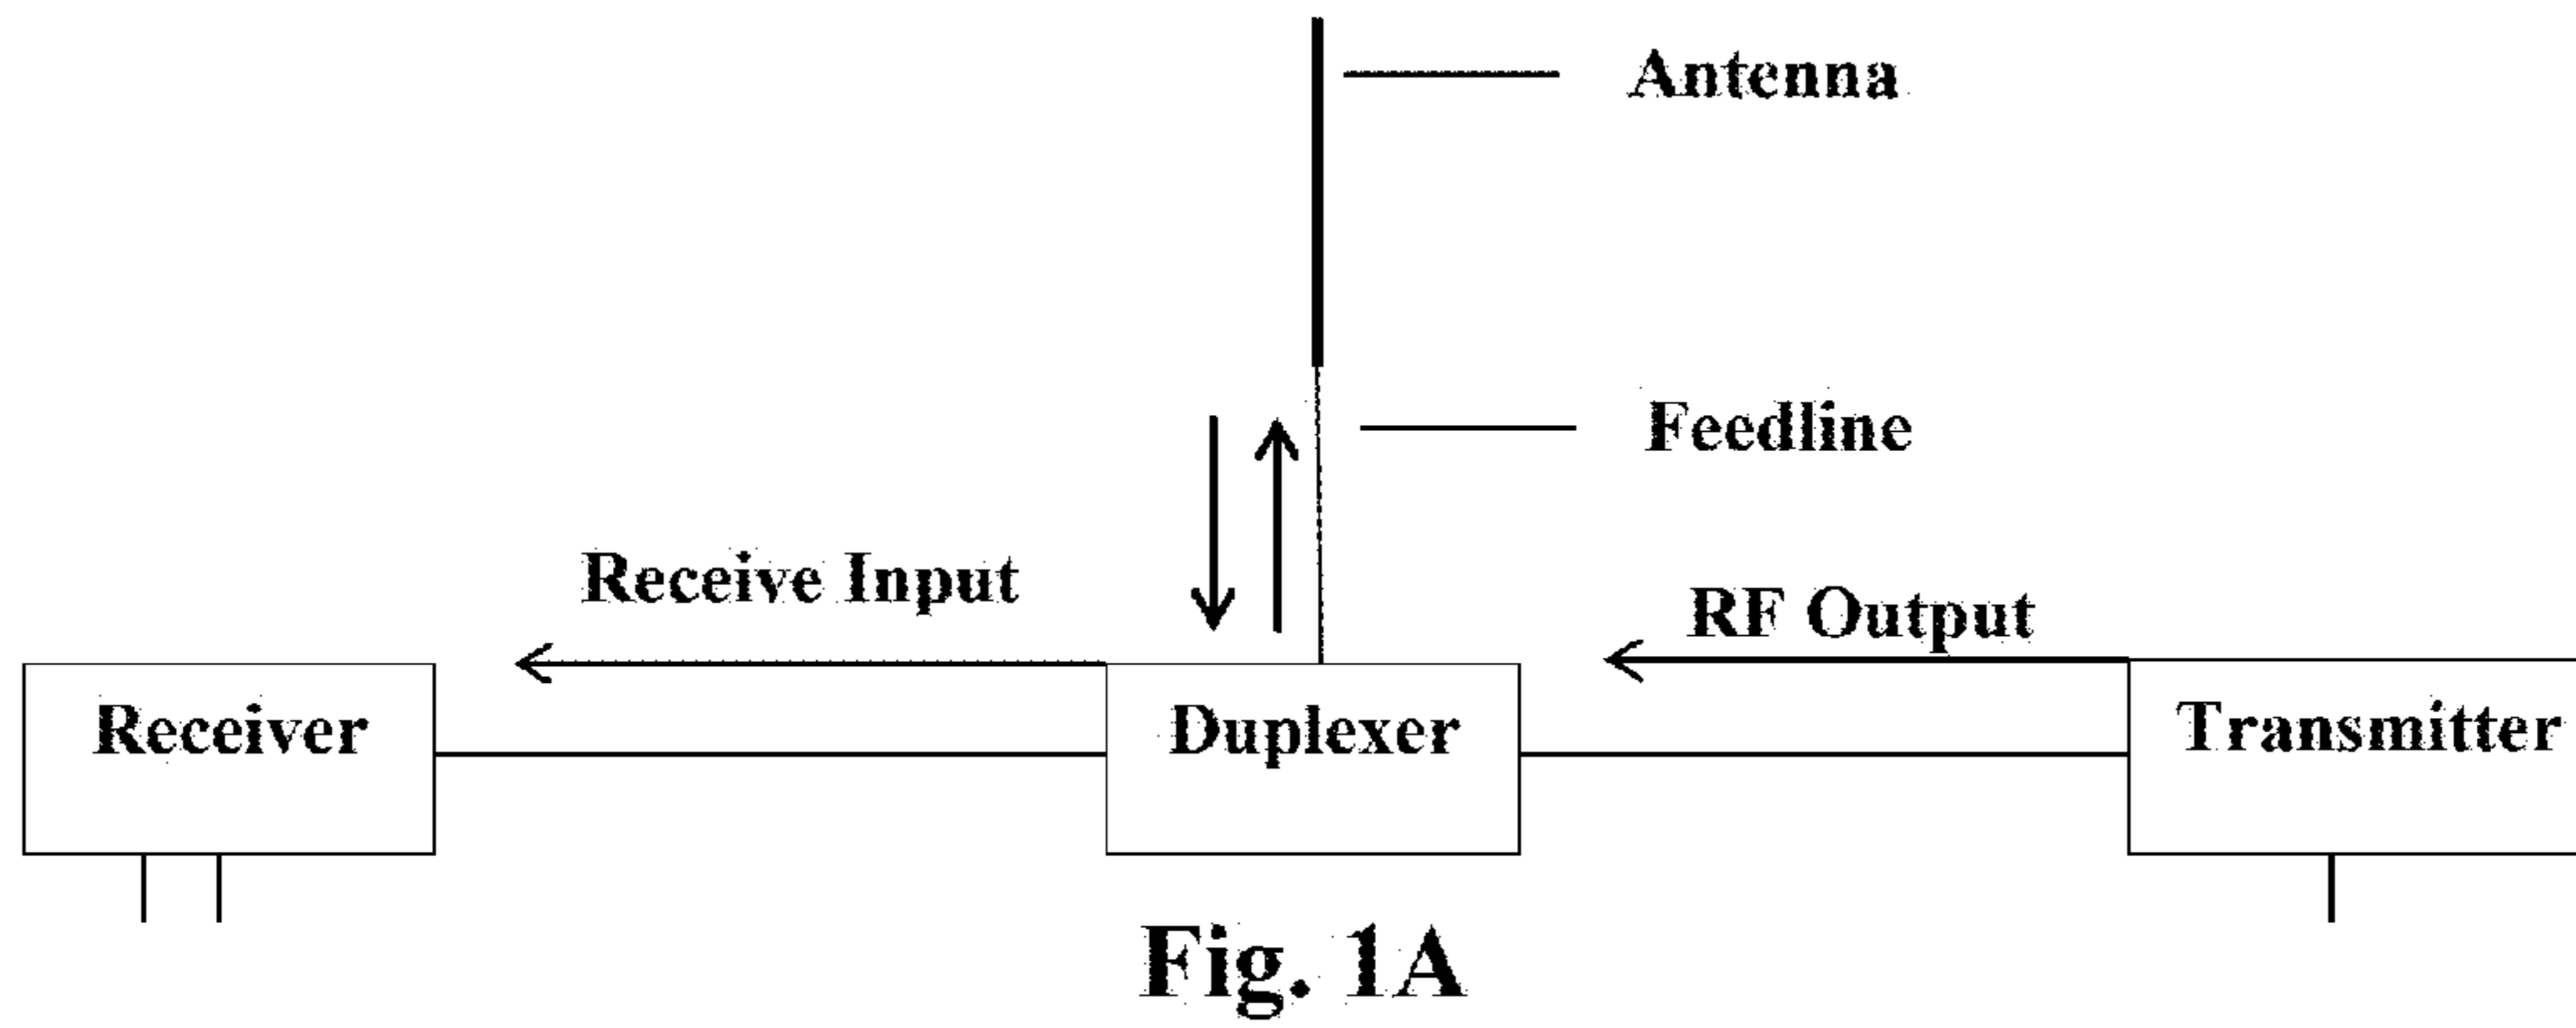 Antenna
Feedline
Receive Input
RF Output
Receiver
Duplexer
Transmitter
Fig. 1A